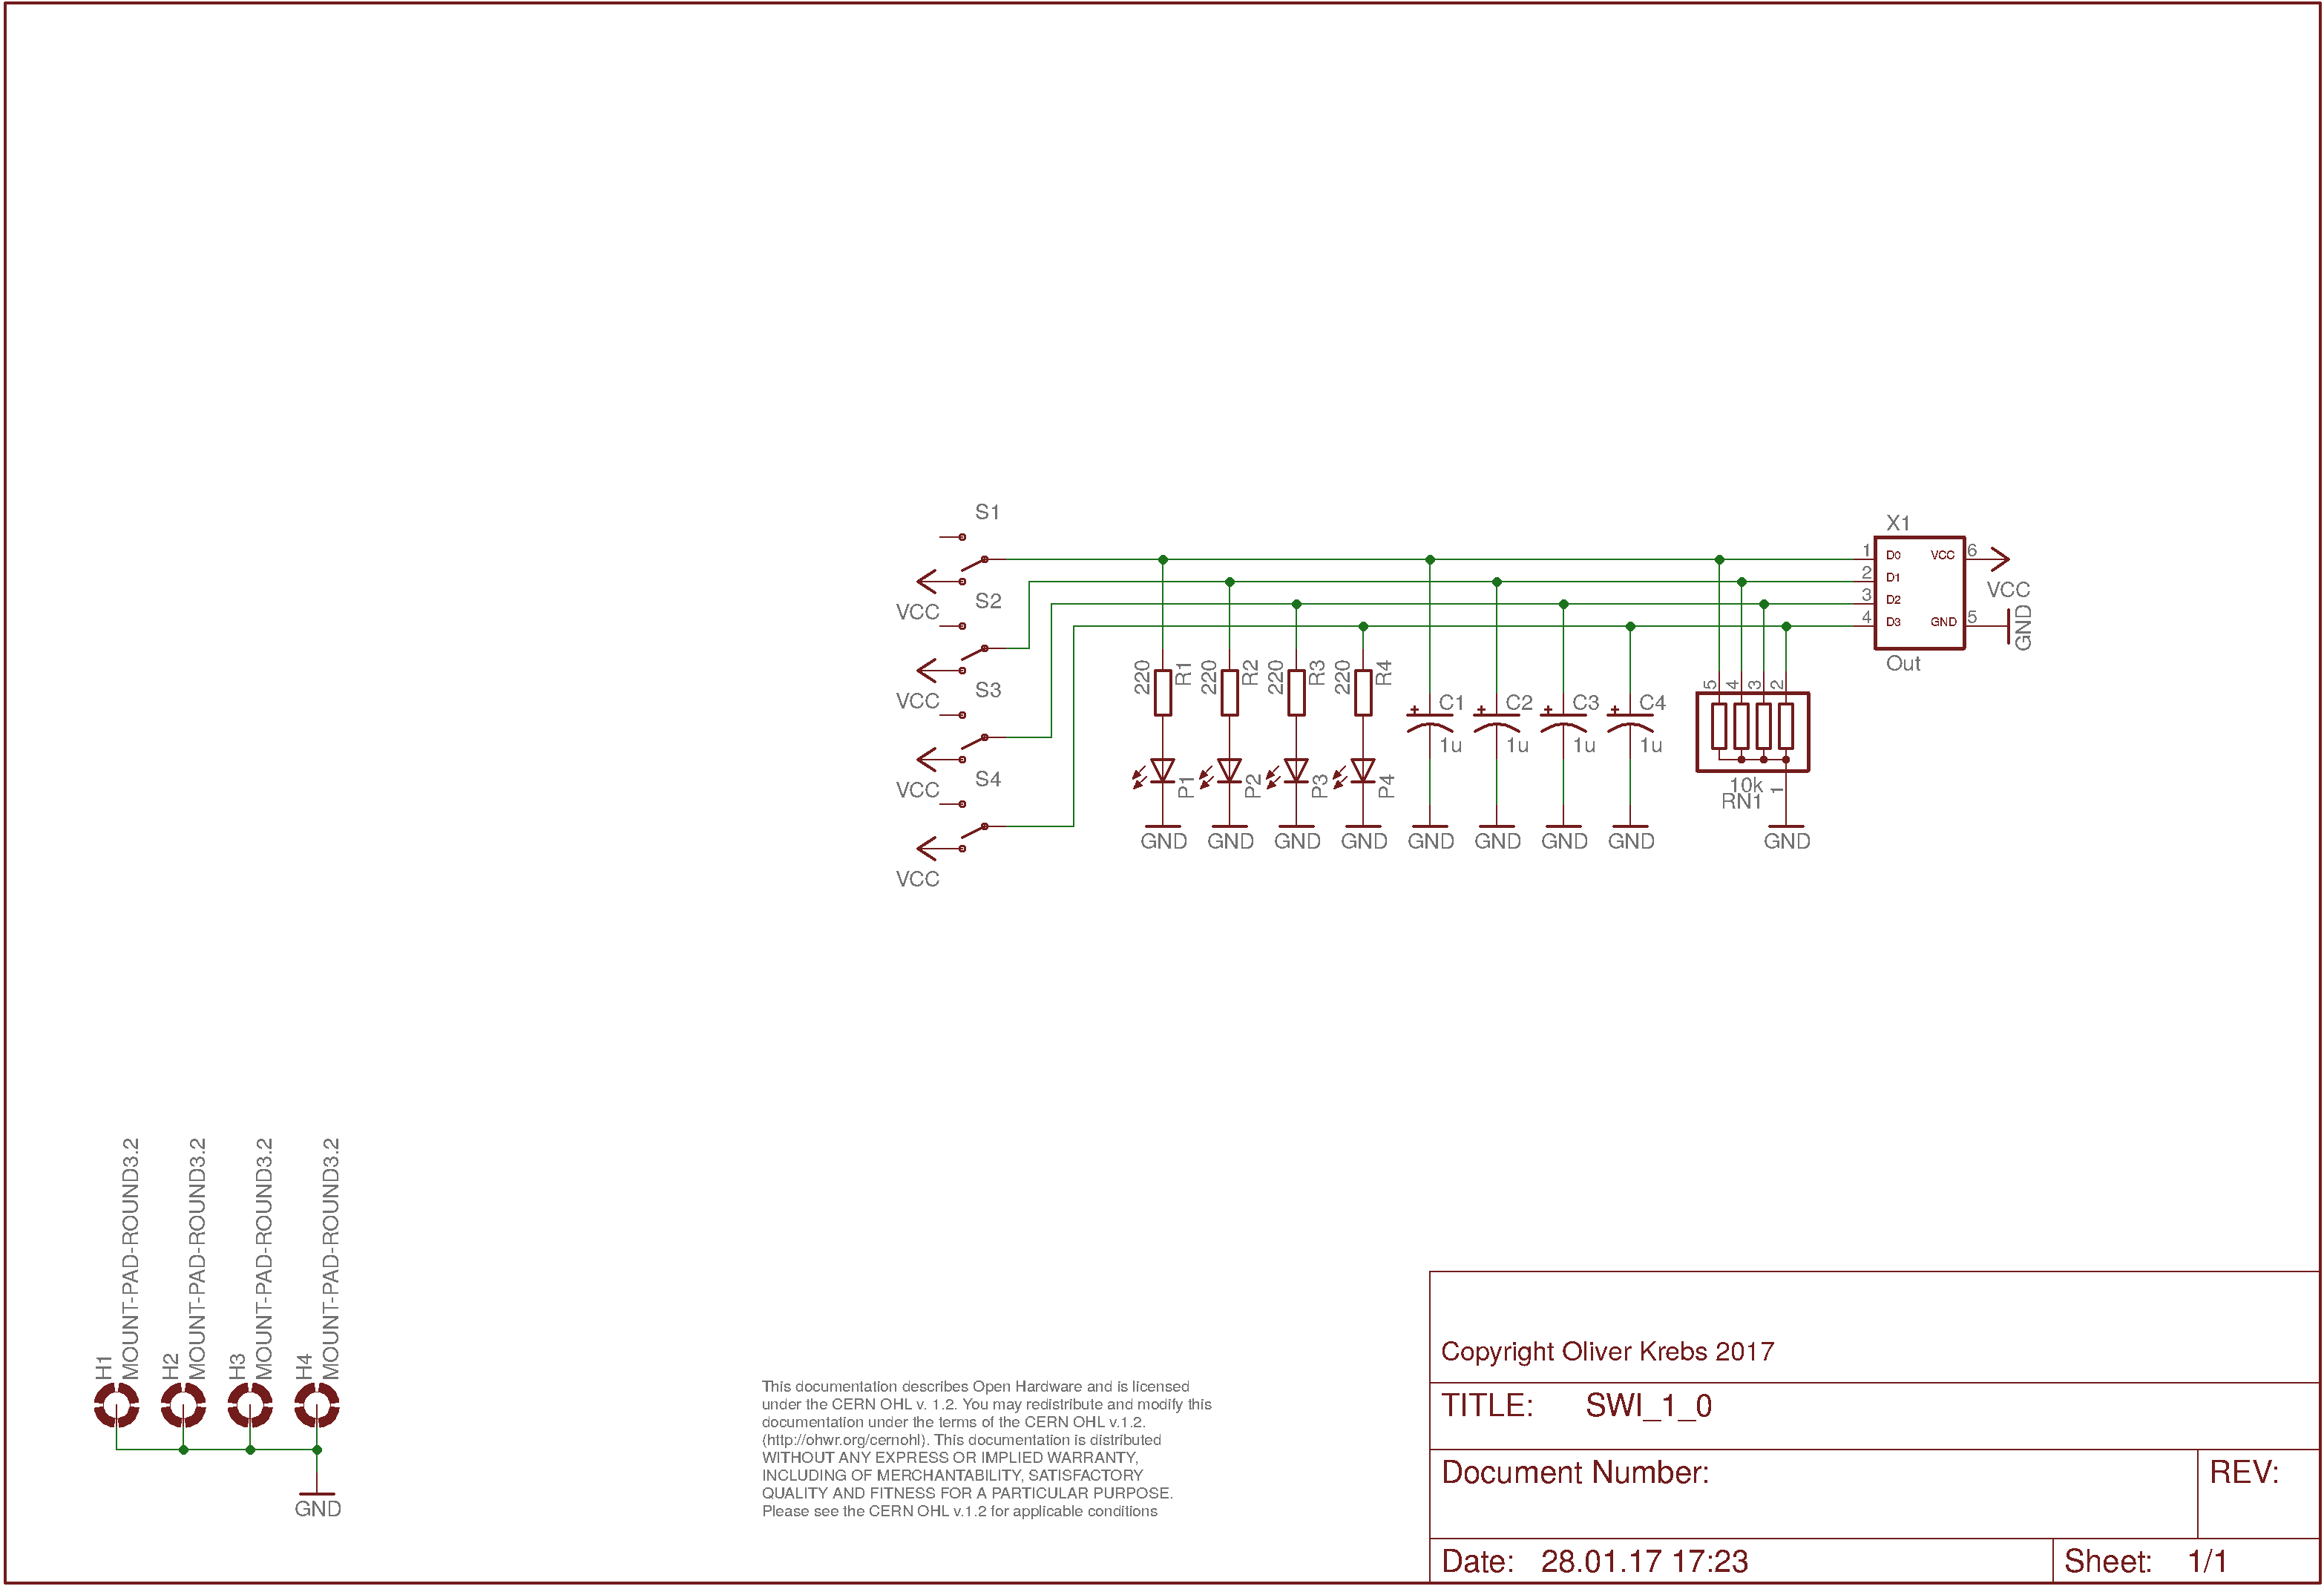 S1
VCC
S2
VCC
S3
VCC
S4
VCC
220
R1
220
R2
220
R3
220
R4
P1
P2
P3
P4
GND
GND
GND
GND
+
C1
1u
+
C2
1u
+
C3
1u
+
C4
1u
GND
GND
GND
GND
5
4
3
2
10k
RN1
1
GND
X1
1
D0
VCC
6
2
D1
3
D2
4
D3
GND
5
Out
VCC
GND
H1
MOUNT-PAD-ROUND3.2
H2
MOUNT-PAD-ROUND3.2
H3
MOUNT-PAD-ROUND3.2
H4
MOUNT-PAD-ROUND3.2
GND
This documentation describes Open Hardware and is licensed
under the CERN OHL v. 1.2. You may redistribute and modify this
documentation under the terms of the CERN OHL v.1.2.
(http://ohwr.org/cernohl). This documentation is distributed
WITHOUT ANY EXPRESS OR IMPLIED WARRANTY,
INCLUDING OF MERCHANTABILITY, SATISFACTORY
QUALITY AND FITNESS FOR A PARTICULAR PURPOSE.
Please see the CERN OHL v.1.2 for applicable conditions
Copyright Oliver Krebs 2017
TITLE: SWI_1_0
Document Number:
REV:
Date: 28.01.17 17:23
Sheet: 1/1